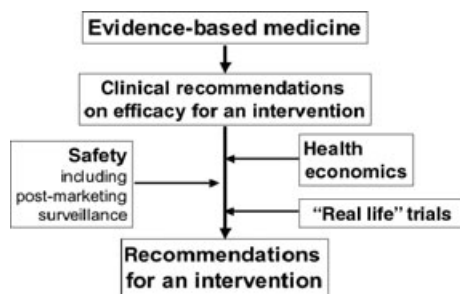 Evidence-based medicine
Clinical recommendations
on efficacy for an intervention
Safety
including
post-marketing
surveillance
Health
economics
“Real life” trials
Recommendations
for an intervention